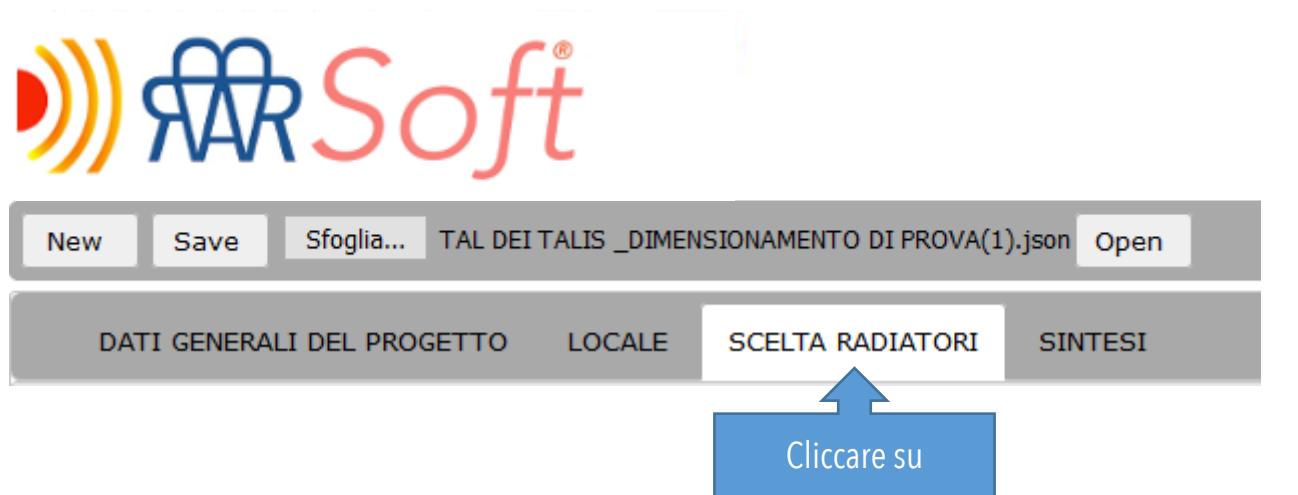 Soft®
New Save Sfoglia... TAL DEI TALIS _DIMENSIONAMENTO DI PROVA(1).json Open
DATI GENERALI DEL PROGETTO LOCALE SCELTA RADIATORI SINTESI
Cliccare su